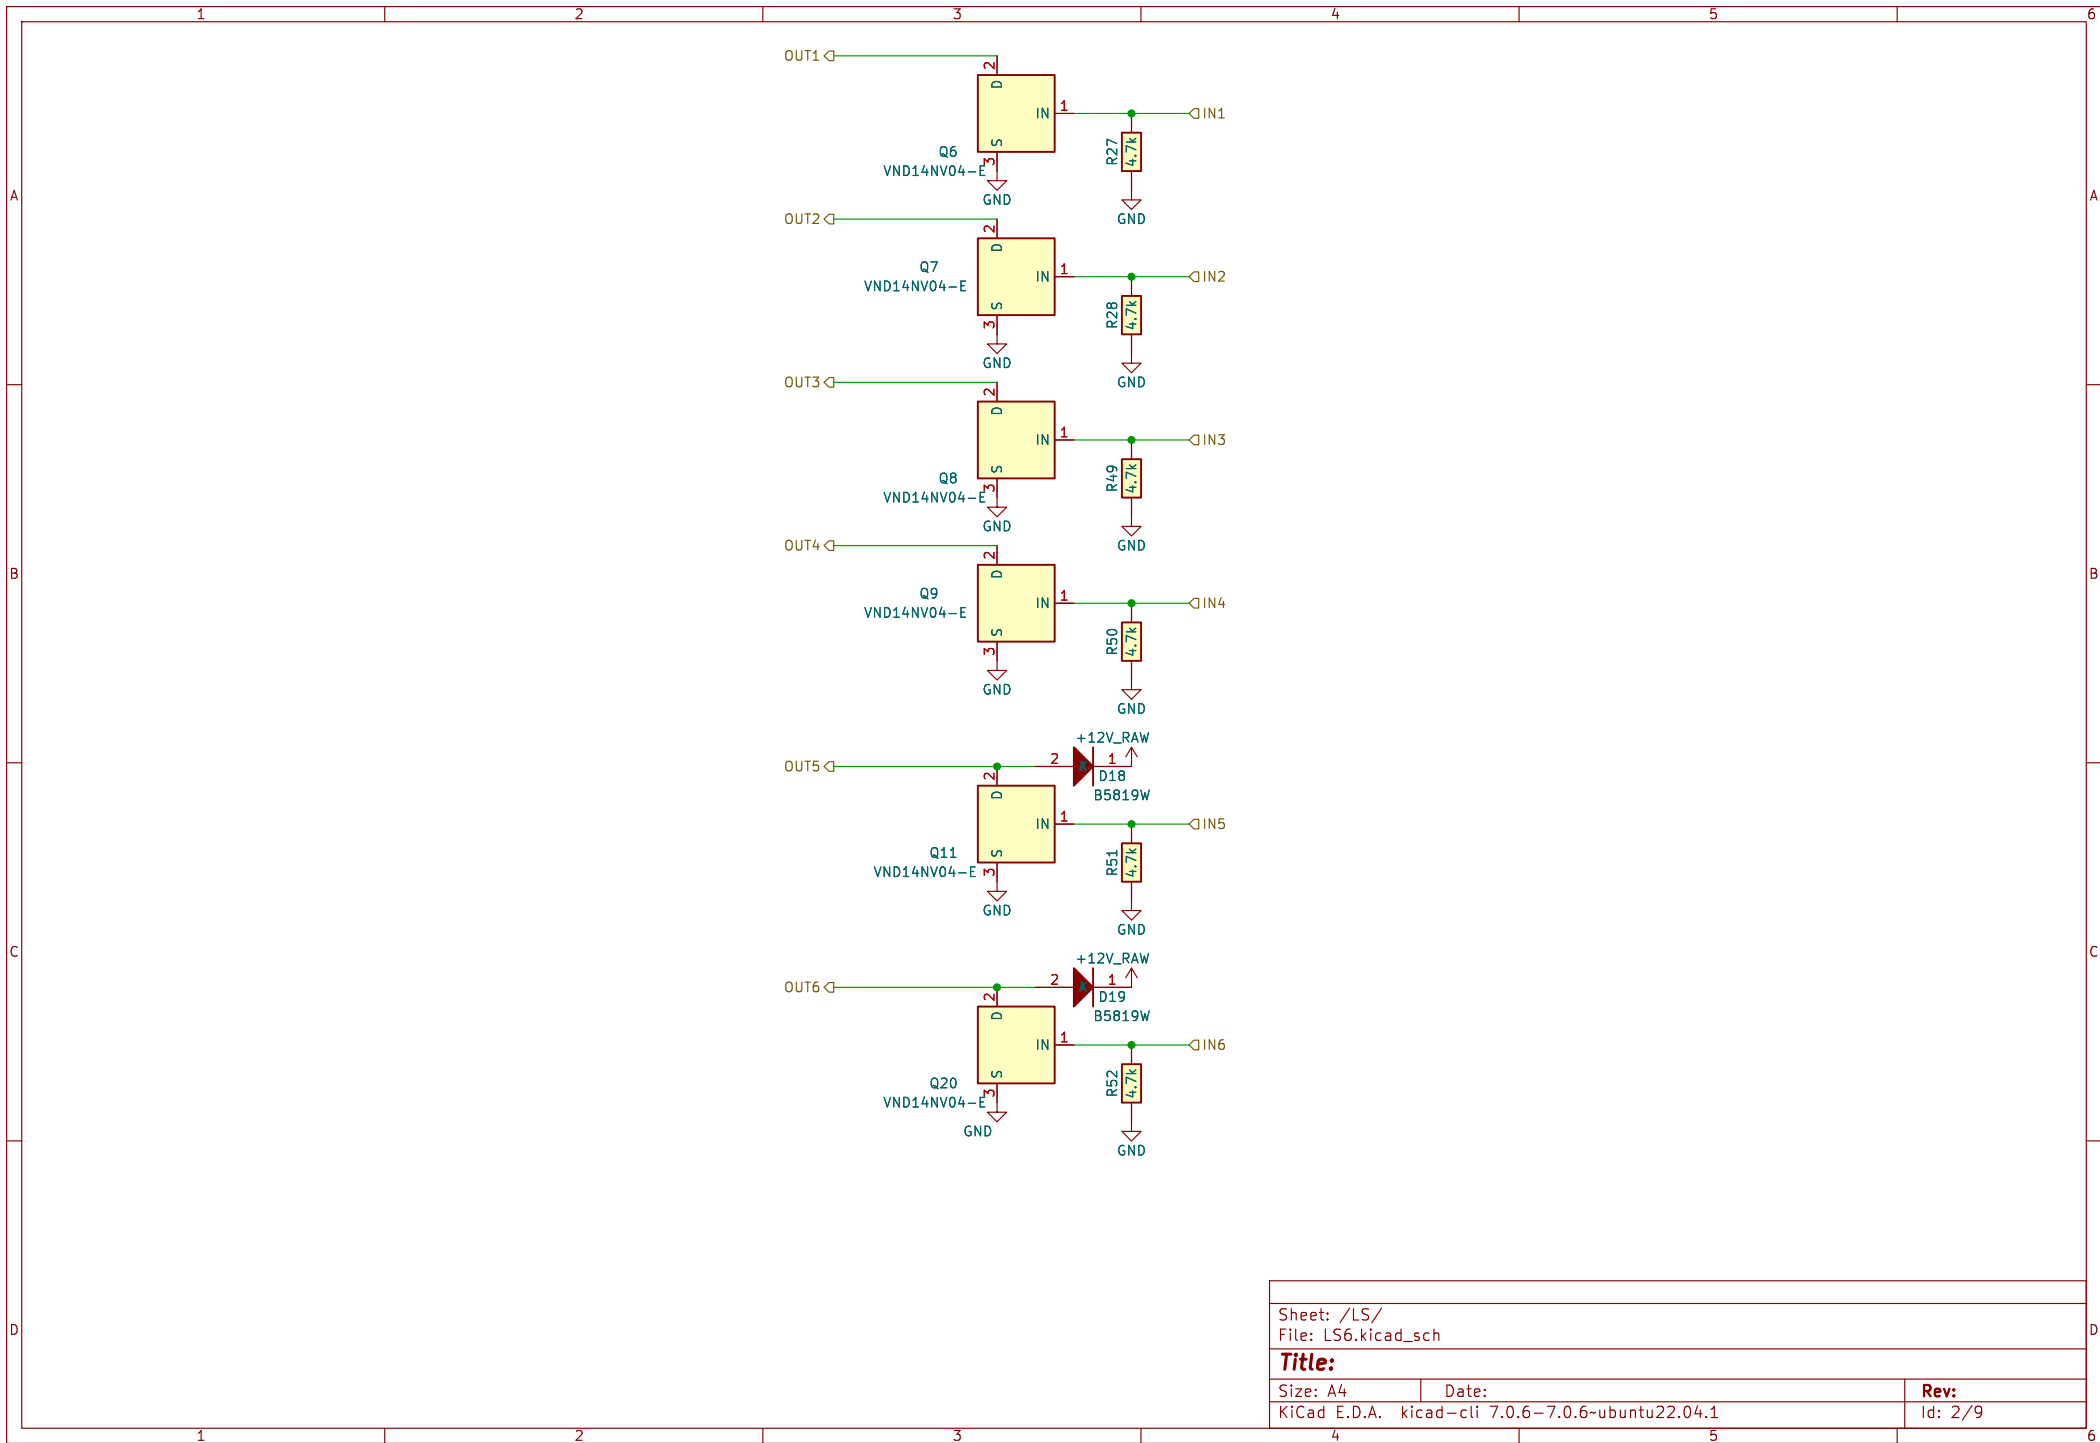 1 2 3 4 5 6
OUT1
2
D
IN 1
IN1
S
3
Q6
VND14NV04-E
GND
R27
4.7k
GND
A A
OUT2
2
D
IN 1
IN2
S
3
Q7
VND14NV04-E
GND
R28
4.7k
GND
OUT3
2
D
IN 1
IN3
S
3
Q8
VND14NV04-E
GND
R49
4.7k
GND
OUT4
2
D
B B
IN 1
IN4
S
3
Q9
VND14NV04-E
GND
R50
4.7k
GND
+12V_RAW
OUT5
2 1
D18
B5819W
2
D
IN 1
IN5
S
3
Q11
VND14NV04-E
GND
R51
4.7k
GND
C C
+12V_RAW
OUT6
2 1
D19
B5819W
2
D
IN 1
IN6
S
3
Q20
VND14NV04-E
GND
R52
4.7k
GND
D D
Sheet: /LS/
File: LS6.kicad_sch
Title:
Size: A4 Date: Rev:
KiCad E.D.A. kicad-cli 7.0.6-7.0.6~ubuntu22.04.1 Id: 2/9
1 2 3 4 5 6